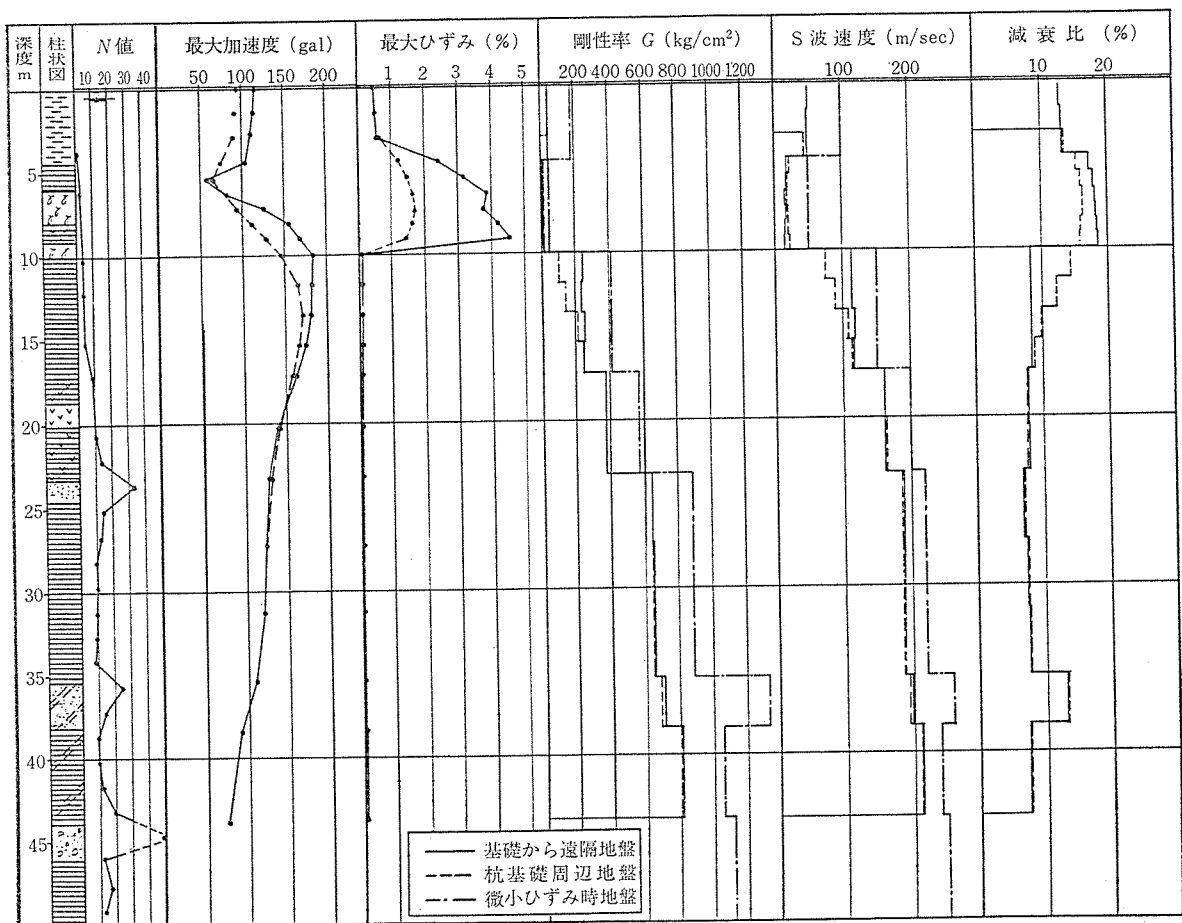 深度 m
柱状図
N値
10 20 30 40
最大加速度 (gal)
50 100 150 200
最大ひずみ (%)
1 2 3 4 5
剛性率 G (kg/cm²)
200 400 600 800 1000 1200
S波速度 (m/sec)
100 200
減衰比 (%)
10 20
5
10
15
20
25
30
35
40
45
基礎から遠隔地盤
杭基礎周辺地盤
微小ひずみ時地盤